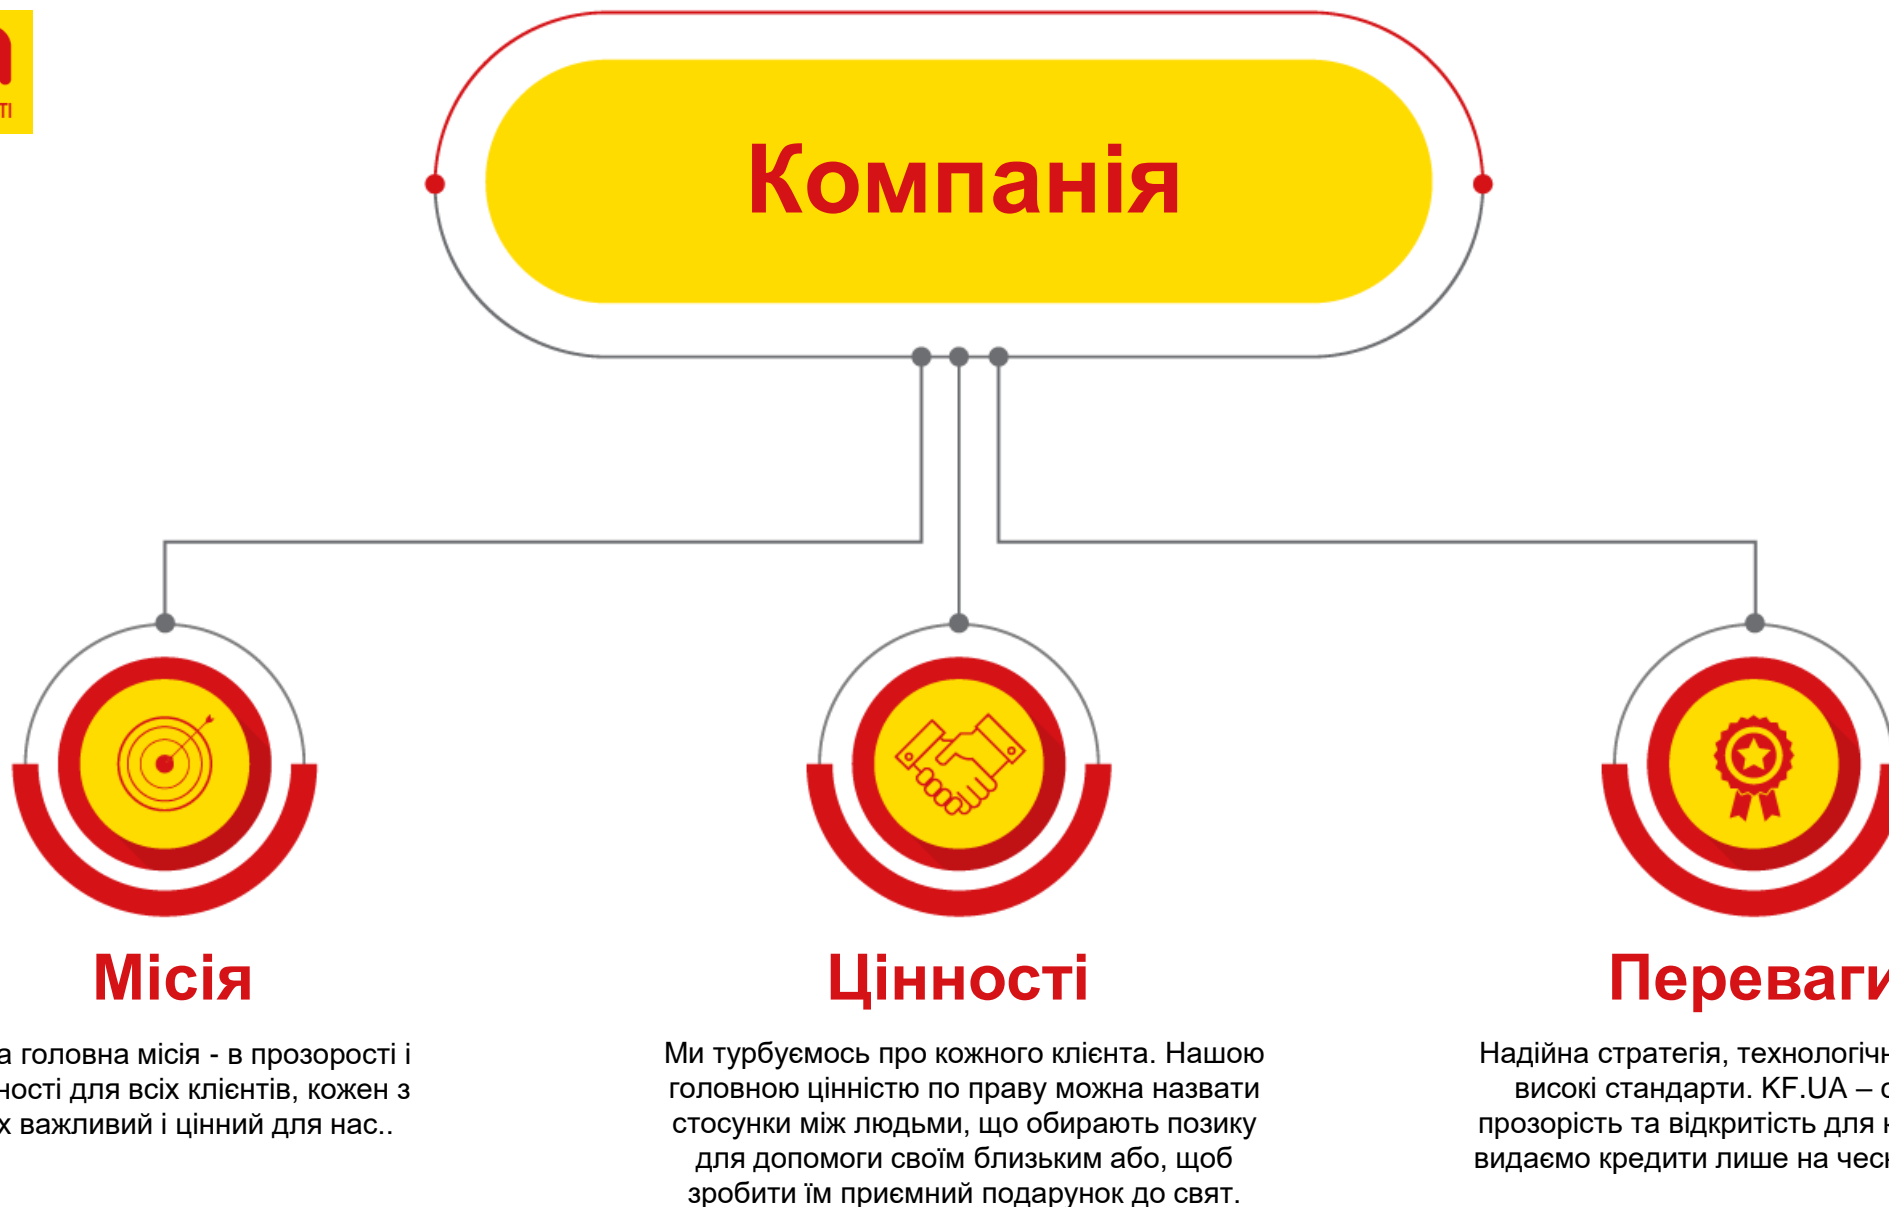 Компанія
Місія
головна місія - в прозорості і
для всіх клієнтів, кожен з
важливий і цінний для нас..
Цінності
Ми турбуємось про кожного клієнта. Нашою
головною цінністю по праву можна назвати
стосунки між людьми, що обирають позику
для допомоги своїм близьким або, щоб
зробити їм приємний подарунок до свят.
Переваги
Надійна стратегія,
високі стандарти. KF.UA –
прозорість та відкритість для
видаємо кредити лише на